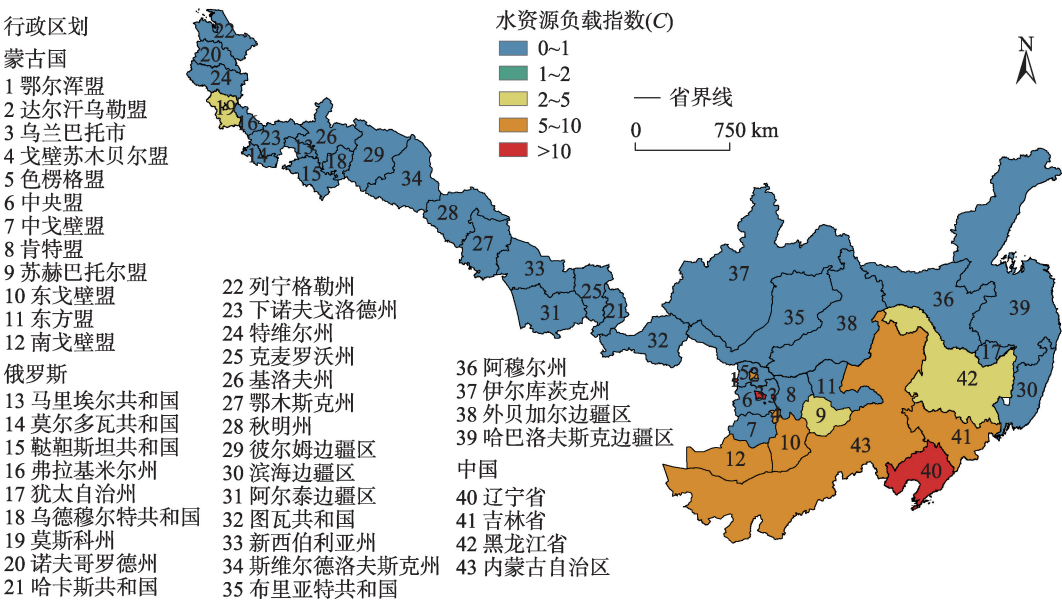 行政区划
蒙古国
1 鄂尔浑盟
2 达尔汗乌勒盟
3 乌兰巴托市
4 戈壁苏木贝尔盟
5 色楞格盟
6 中央盟
7 中戈壁盟
8 肯特盟
9 苏赫巴托尔盟
10 东戈壁盟
11 东方盟
12 南戈壁盟
俄罗斯
13 马里埃尔共和国
14 莫尔多瓦共和国
15 鞑靼斯坦共和国
16 弗拉基米尔州
17 犹太自治州
18 乌德穆尔特共和国
19 莫斯科州
20 诺夫哥罗德州
21 哈卡斯共和国
22 列宁格勒州
23 下诺夫戈洛德州
24 特维尔州
25 克麦罗沃州
26 基洛夫州
27 鄂木斯克州
28 秋明州
29 彼尔姆边疆区
30 滨海边疆区
31 阿尔泰边疆区
32 图瓦共和国
33 新西伯利亚州
34 斯维尔德洛夫斯克州
35 布里亚特共和国
36 阿穆尔州
37 伊尔库茨克州
38 外贝加尔边疆区
39 哈巴洛夫斯克边疆区
中国
40 辽宁省
41 吉林省
42 黑龙江省
43 内蒙古自治区
水资源负载指数(C)
0~1
1~2
2~5
5~10
>10
省界线
0 750 km
N
22
20
24
19
16
23
14
13
26
15
18
29
34
28
27
33
31
25
21
32
37
35
38
36
39
17
30
42
41
40
43
11
8
9
6
7
10
12